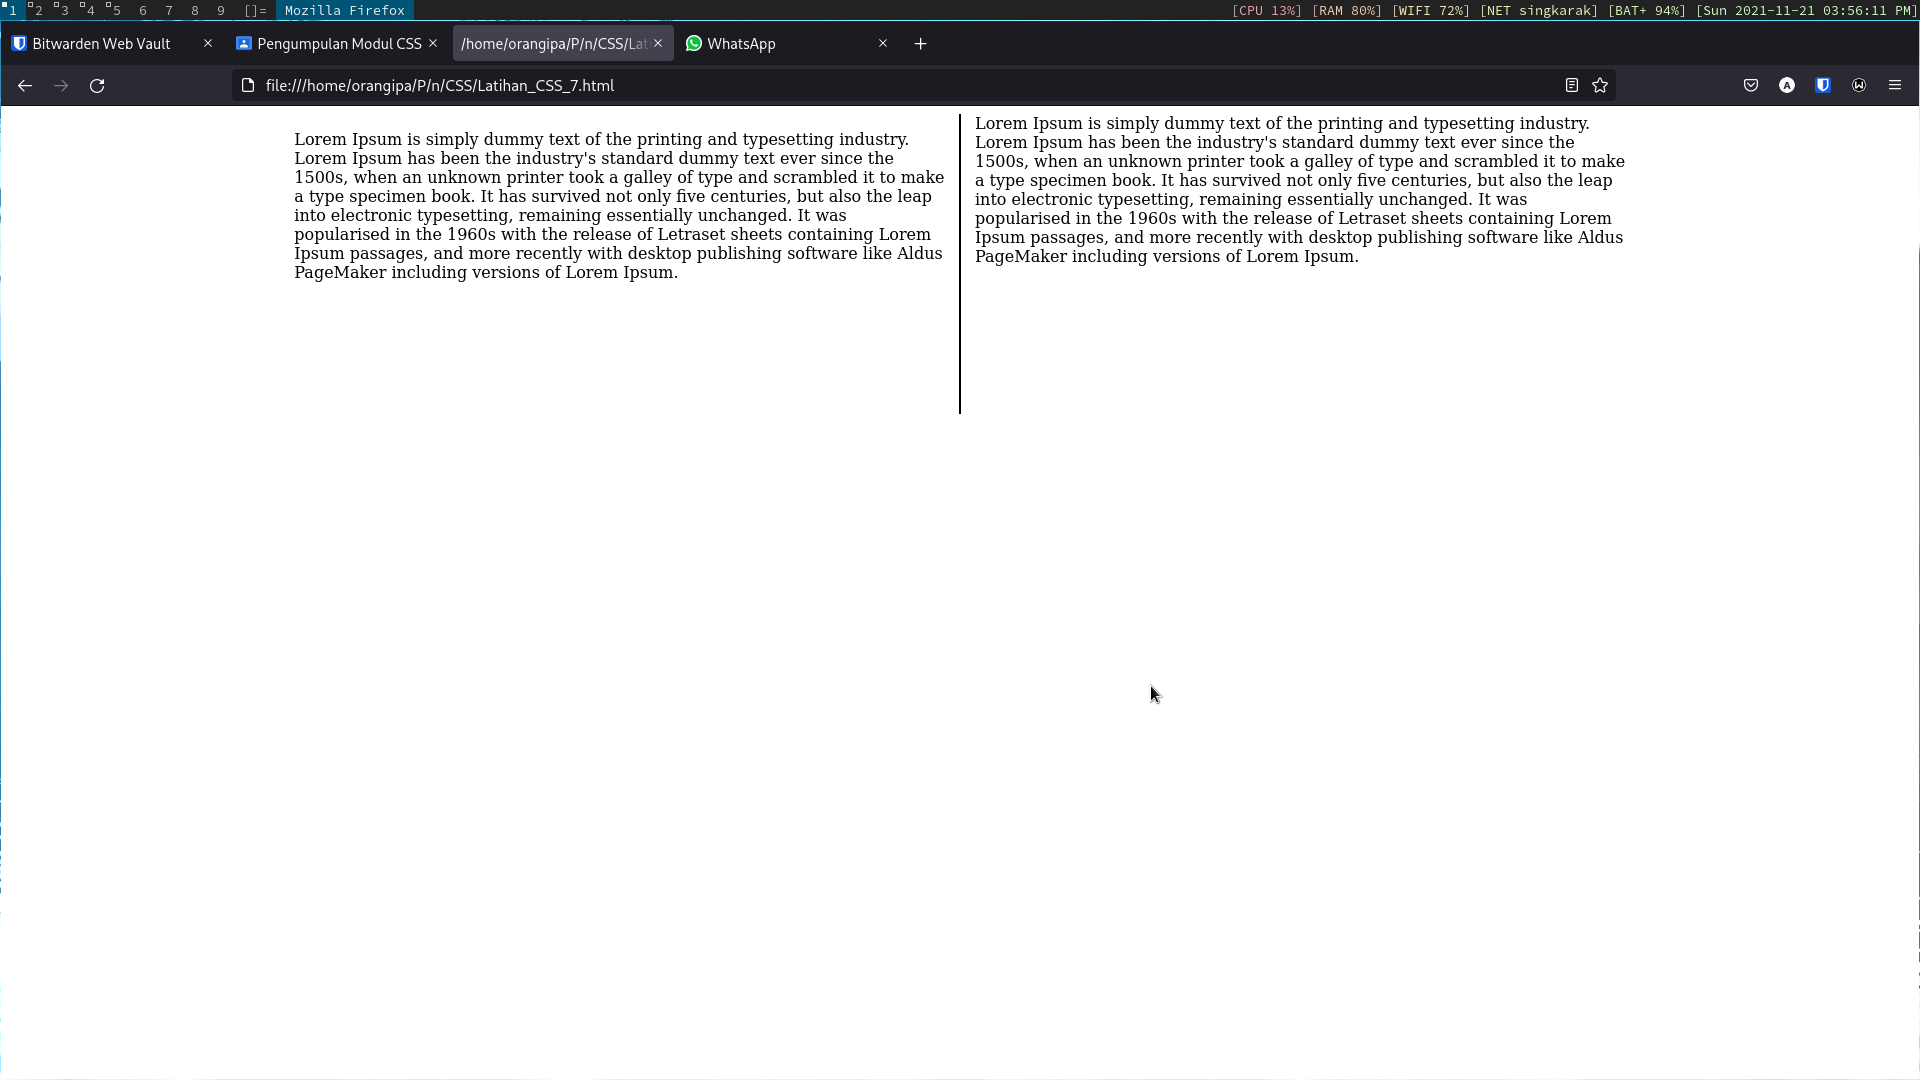 1 2 3 4 5 6 7 8 9 []= Mozilla Firefox [CPU 13%] [RAM 80%] [WIFI 72%] [NET singkarak] [BAT+ 94%] [Sun 2021-11-21 03:56:11 PM]
Bitwarden Web Vault Pengumpulan Modul CSS /home/orangipa/P/n/CSS/Lat WhatsApp
file:///home/orangipa/P/n/CSS/Latihan_CSS_7.html A
Lorem Ipsum is simply dummy text of the printing and typesetting industry.
Lorem Ipsum has been the industry's standard dummy text ever since the
1500s, when an unknown printer took a galley of type and scrambled it to make
a type specimen book. It has survived not only five centuries, but also the leap
into electronic typesetting, remaining essentially unchanged. It was
popularised in the 1960s with the release of Letraset sheets containing Lorem
Ipsum passages, and more recently with desktop publishing software like Aldus
PageMaker including versions of Lorem Ipsum.
Lorem Ipsum is simply dummy text of the printing and typesetting industry.
Lorem Ipsum has been the industry's standard dummy text ever since the
1500s, when an unknown printer took a galley of type and scrambled it to make
a type specimen book. It has survived not only five centuries, but also the leap
into electronic typesetting, remaining essentially unchanged. It was
popularised in the 1960s with the release of Letraset sheets containing Lorem
Ipsum passages, and more recently with desktop publishing software like Aldus
PageMaker including versions of Lorem Ipsum.